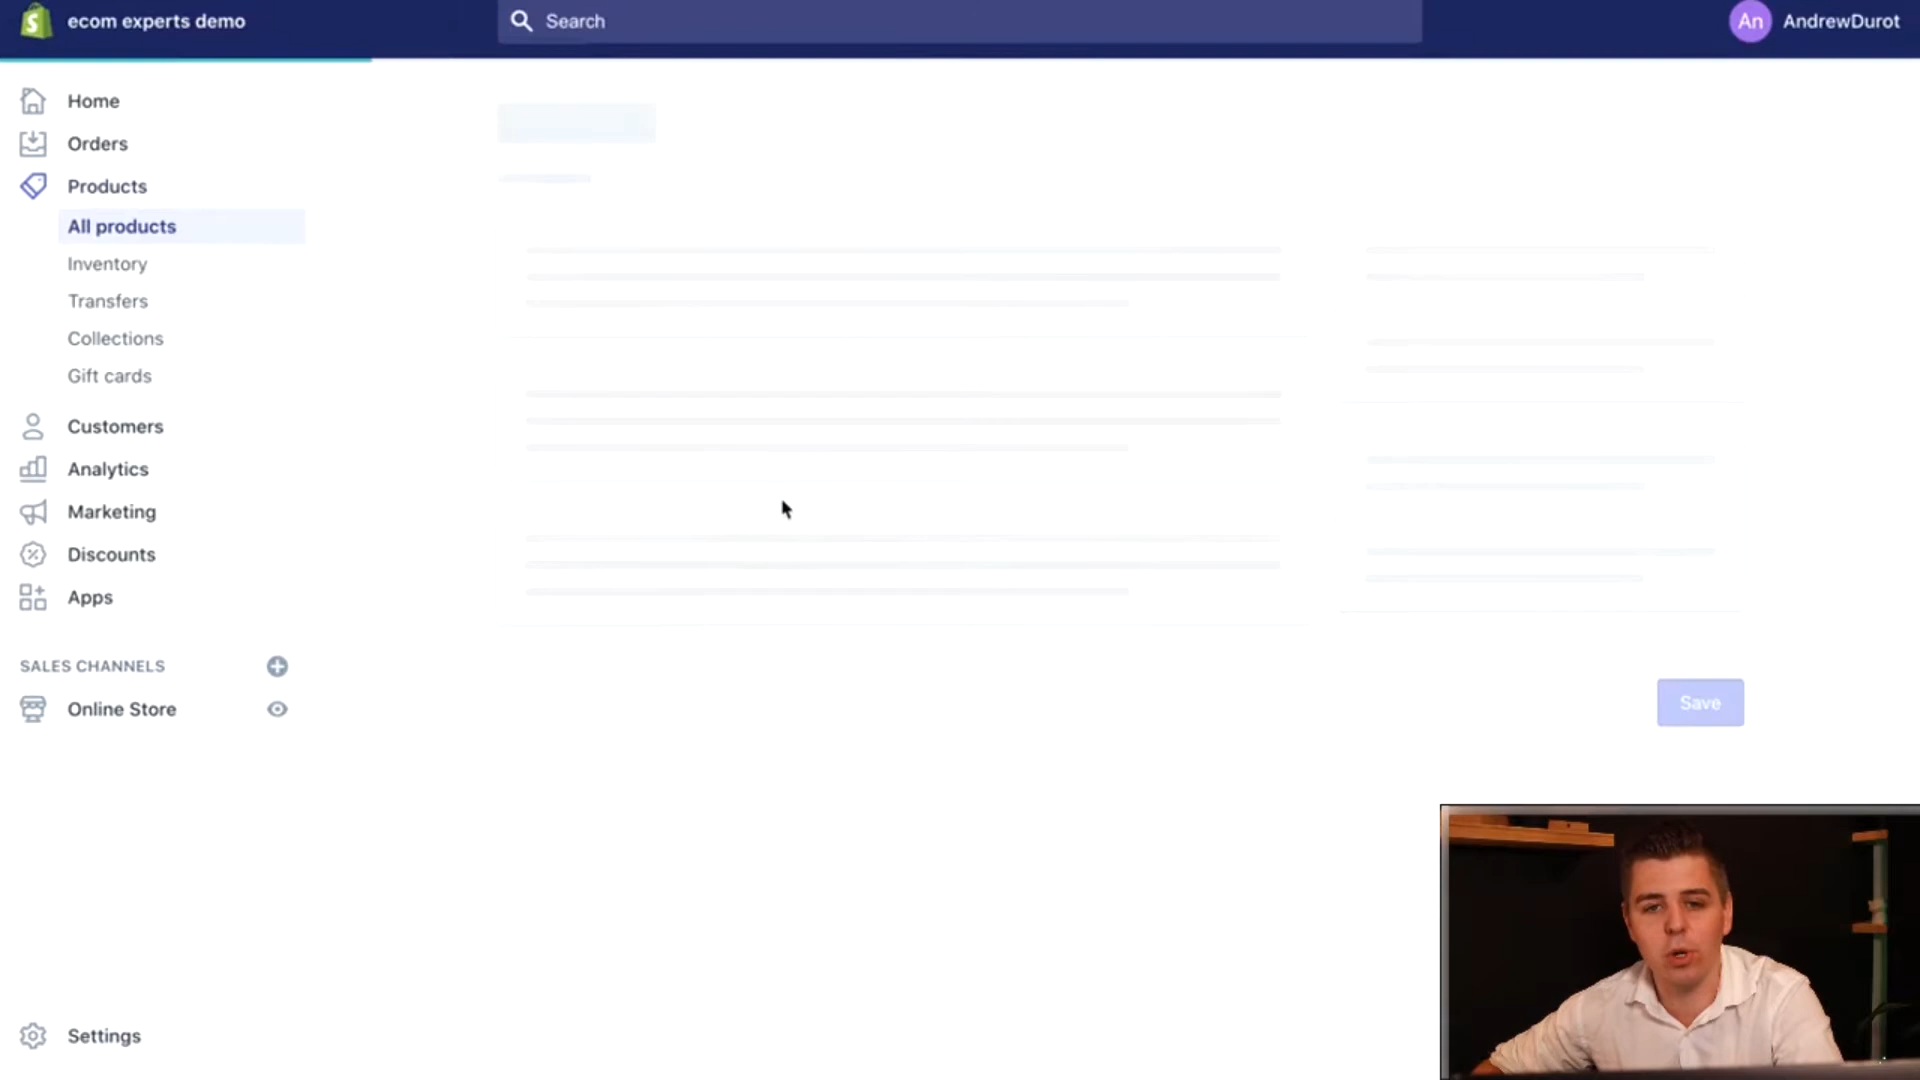 ecom experts demo
Search
An
AndrewDurot
Home
Orders
Products
All products
Inventory
Transfers
Collections
Gift cards
Customers
Analytics
Marketing
Discounts
Apps
SALES CHANNELS
Online Store
Save
Settings